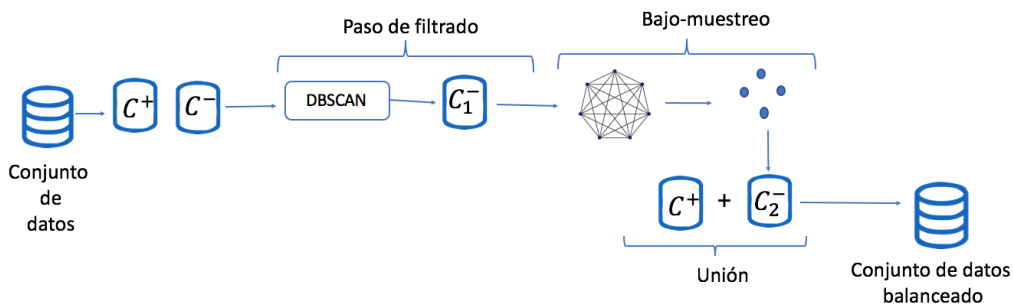 Paso de filtrado
Bajo-muestreo
C⁺
C⁻
DBSCAN
C₁⁻
Conjunto
de
datos
C⁺ + C₂⁻
Unión
Conjunto de datos
balanceado